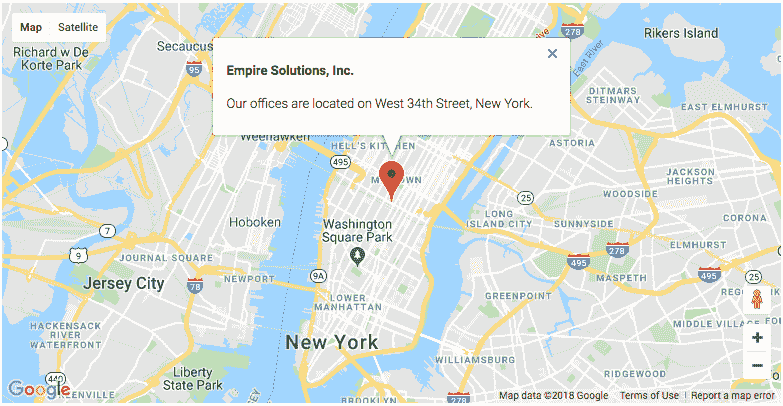 Map
Satellite
Richard w De
Korte Park
Secaucus
95
278
Rikers Island
East River
Empire Solutions, Inc.
Our offices are located on West 34th Street, New York.
DITMARS
STEINWAY
EAST ELMHURST
Weehawken
HELL'S KITCHEN
495
ASTORIA
JACKSON
HEIGHTS
25
WOODSIDE
CORONA
Hoboken
Washington
Square Park
LONG
ISLAND CITY
SUNNYSIDE
7
9
JOURNAL SQUARE
278
ELMHURST
495
495
25
Jersey City
78
NEWPORT
9A
MASPETH
GREENPOINT
LOWER
MANHATTAN
HACKENSACK
RIVER
WATERFRONT
New York
MIDDLE VILLAGE
WILLIAMSBURG
Liberty
State Park
RIDGEWOOD
440
Google
Map data ©2018 Google
Terms of Use
Report a map error